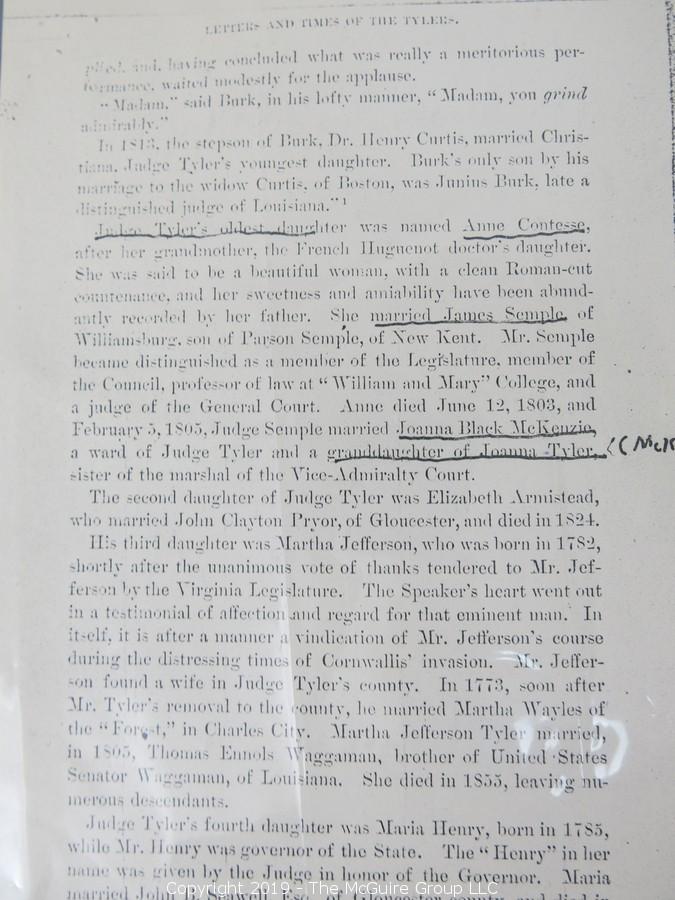 LETTERS AND TIMES OF THE TYLERS.
plied, and, having concluded what was really a meritorious per-
formance, waited modestly for the applause.
"Madam," said Burk, in his lofty manner, "Madam, you grind
admirably."
In 1813, the stepson of Burk, Dr. Henry Curtis, married Chris-
tiana, Judge Tyler's youngest daughter. Burk's only son by his
marriage to the widow Curtis, of Boston, was Junius Burk, late a
distinguished judge of Louisiana."1
Judge Tyler's oldest daughter was named Anne Contesse,
after her grandmother, the French Huguenot doctor's daughter.
She was said to be a beautiful woman, with a clean Roman-cut
countenance, and her sweetness and amiability have been abund-
antly recorded by her father. She married James Semple, of
Williamsburg, son of Parson Semple, of New Kent. Mr. Semple
became distinguished as a member of the Legislature, member of
the Council, professor of law at "William and Mary" College, and
a judge of the General Court. Anne died June 12, 1803, and
February 5, 1805, Judge Semple married Joanna Black McKenzie,
a ward of Judge Tyler and a granddaughter of Joanna Tyler, ((McK
sister of the marshal of the Vice-Admiralty Court.
The second daughter of Judge Tyler was Elizabeth Armistead,
who married John Clayton Pryor, of Gloucester, and died in 1824.
His third daughter was Martha Jefferson, who was born in 1782,
shortly after the unanimous vote of thanks tendered to Mr. Jef-
ferson by the Virginia Legislature. The Speaker's heart went out
in a testimonial of affection and regard for that eminent man. In
itself, it is after a manner a vindication of Mr. Jefferson's course
during the distressing times of Cornwallis' invasion. Mr. Jeffer-
son found a wife in Judge Tyler's county. In 1773, soon after
Mr. Tyler's removal to the county, he married Martha Wayles of
the "Forest," in Charles City. Martha Jefferson Tyler married,
in 1805, Thomas Ennols Waggaman, brother of United States
Senator Waggaman, of Louisiana. She died in 1855, leaving nu-
merous descendants.
Judge Tyler's fourth daughter was Maria Henry, born in 1785,
while Mr. Henry was governor of the State. The "Henry" in her
name was given by the Judge in honor of the Governor. Maria
married John B. Seawell Esq., of Gloucester county, and died in
Copyright 2019 - The McGuire Group LLC